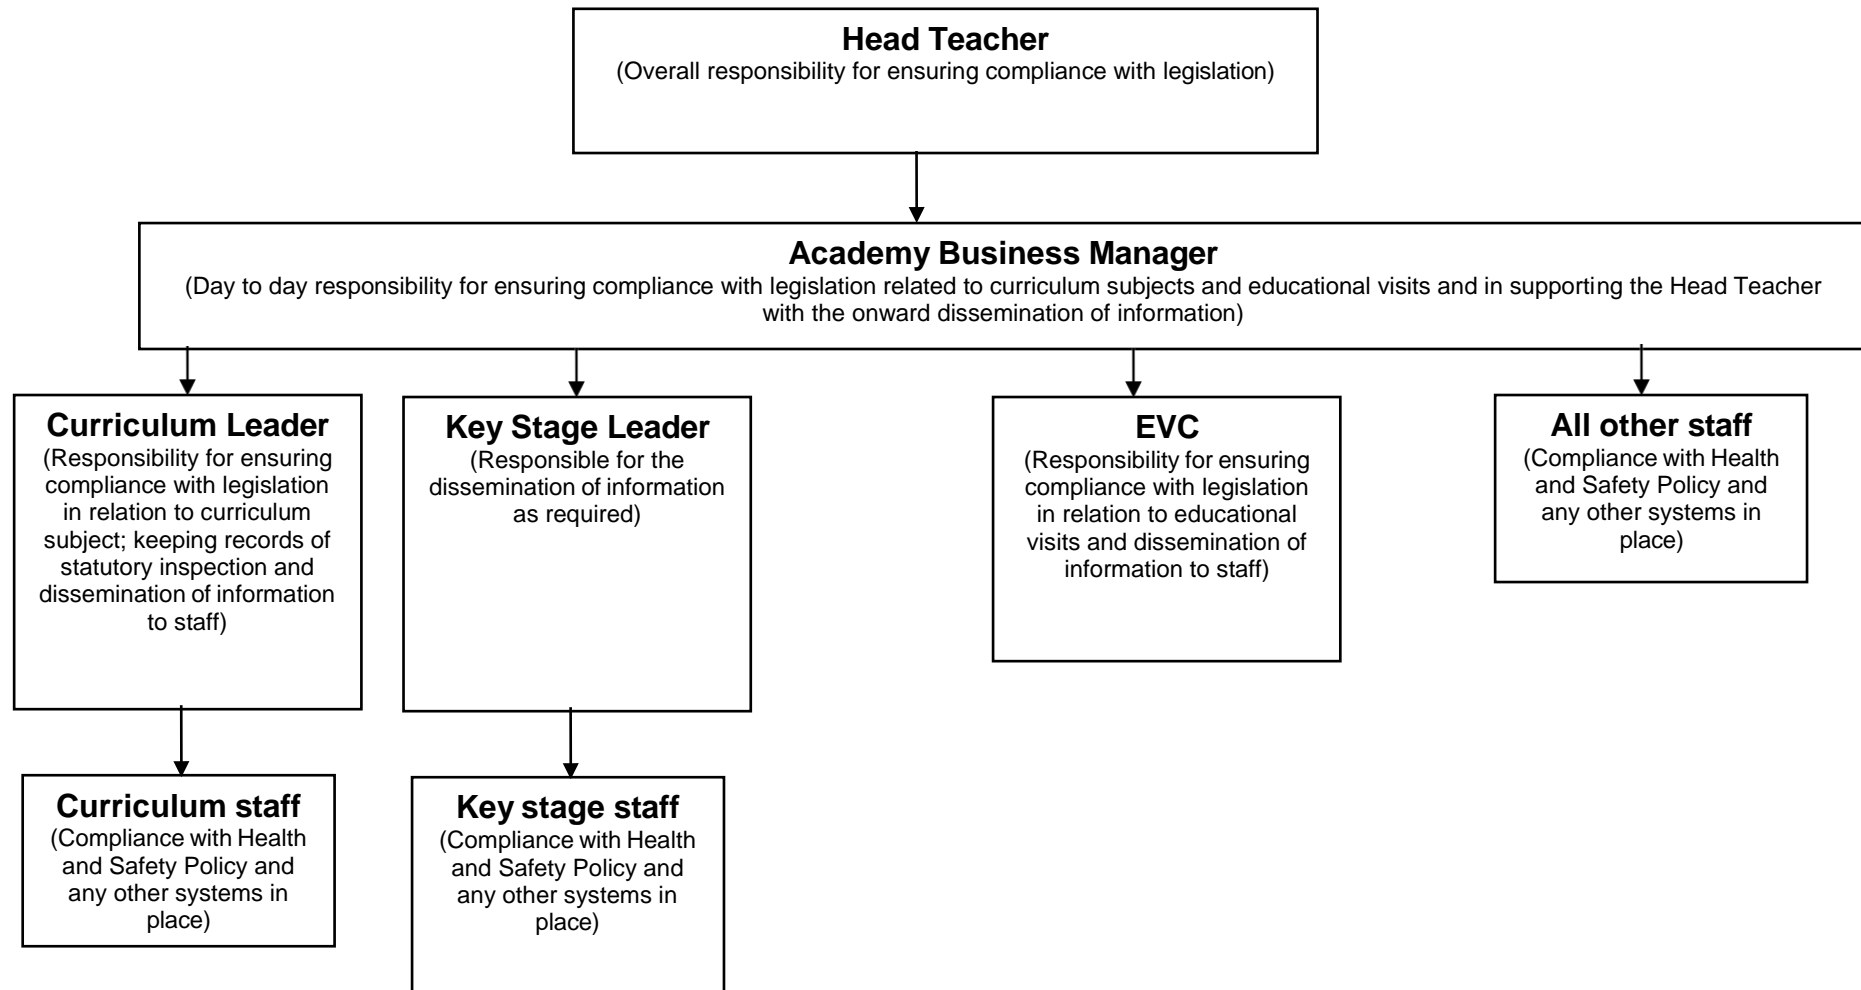 Head Teacher
(Overall responsibility for ensuring compliance with legislation)
Academy Business Manager
(Day to day responsibility for ensuring compliance with legislation related to curriculum subjects and educational visits and in supporting the Head Teacher
with the onward dissemination of information)
Curriculum Leader
(Responsibility for ensuring
compliance with legislation
in relation to curriculum
subject; keeping records of
statutory inspection and
dissemination of information
to staff)
Key Stage Leader
(Responsible for the
dissemination of information
as required)
EVC
(Responsibility for ensuring
compliance with legislation
in relation to educational
visits and dissemination of
information to staff)
All other staff
(Compliance with Health
and Safety Policy and
any other systems in
place)
Curriculum staff
(Compliance with Health
and Safety Policy and
any other systems in
place)
Key stage staff
(Compliance with Health
and Safety Policy and
any other systems in
place)